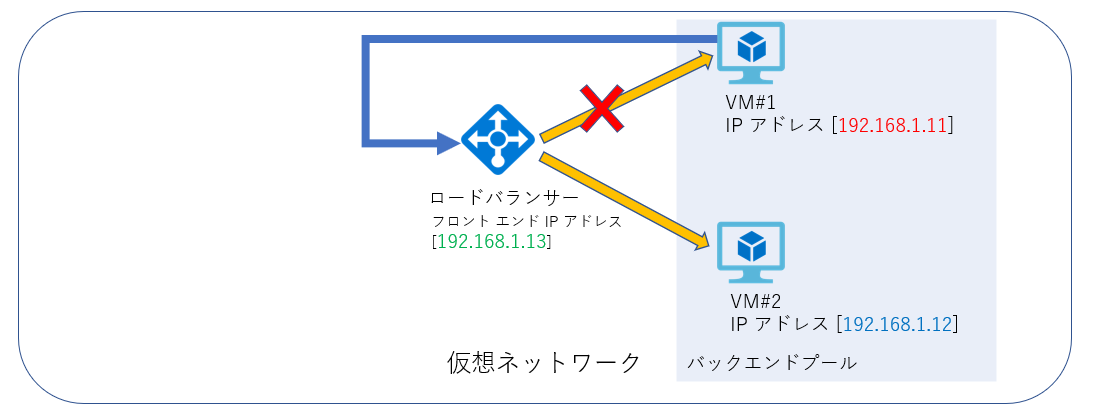 VM#1
IP アドレス [192.168.1.11]
ロードバランサー
フロント エンド IP アドレス
[192.168.1.13]
VM#2
IP アドレス [192.168.1.12]
仮想ネットワーク
バックエンドプール